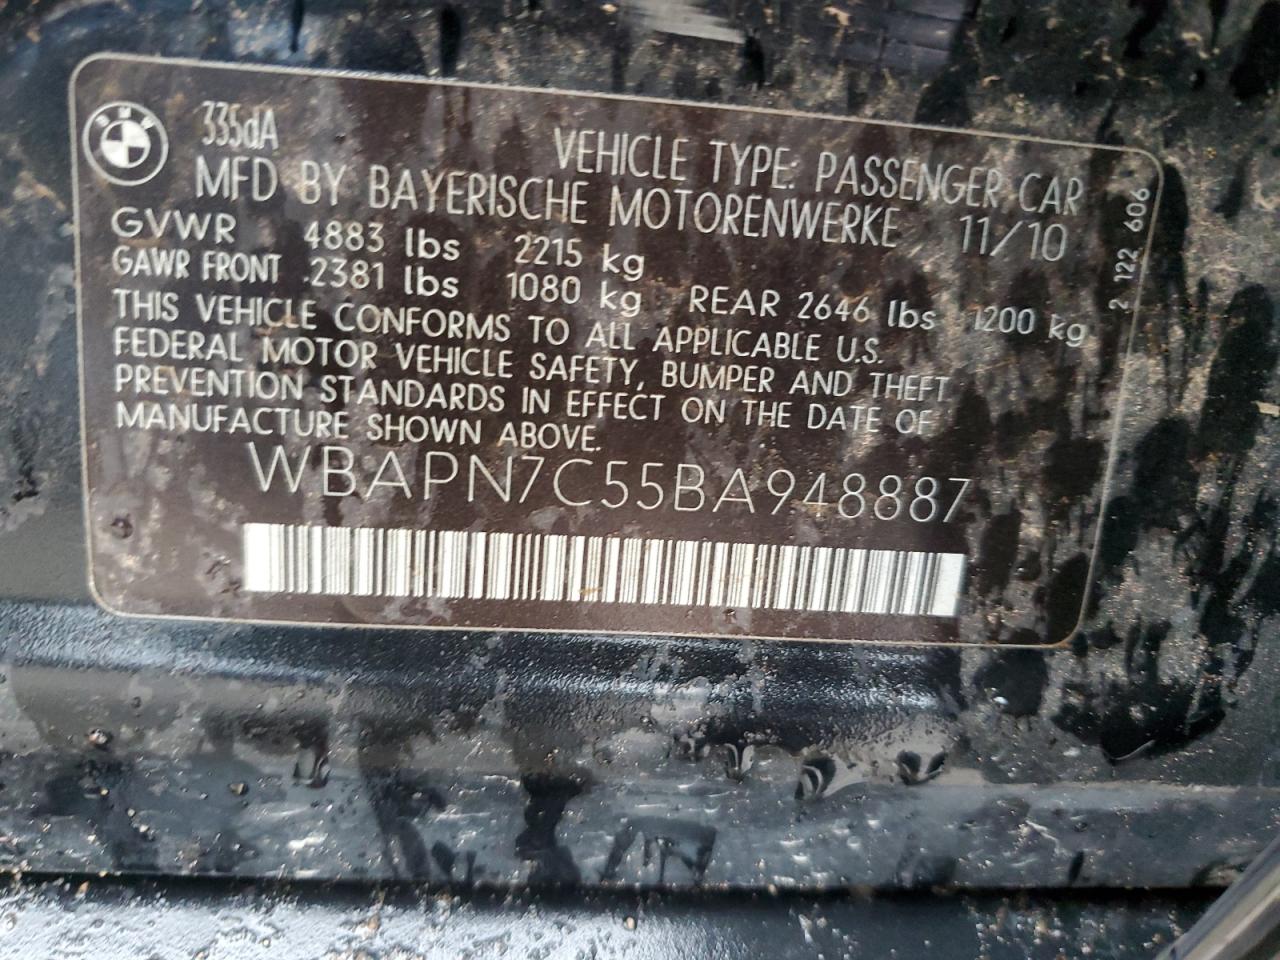 335dA
VEHICLE TYPE: PASSENGER CAR
MFD BY BAYERISCHE MOTORENWERKE 11/10
GVWR 4883 lbs 2215 kg
GAWR FRONT 2381 lbs 1080 kg REAR 2646 lbs 1200 kg
THIS VEHICLE CONFORMS TO ALL APPLICABLE U.S.
FEDERAL MOTOR VEHICLE SAFETY, BUMPER AND THEFT
PREVENTION STANDARDS IN EFFECT ON THE DATE OF
MANUFACTURE SHOWN ABOVE.
WBAPN7C55BA948887
2 122 606
BMW